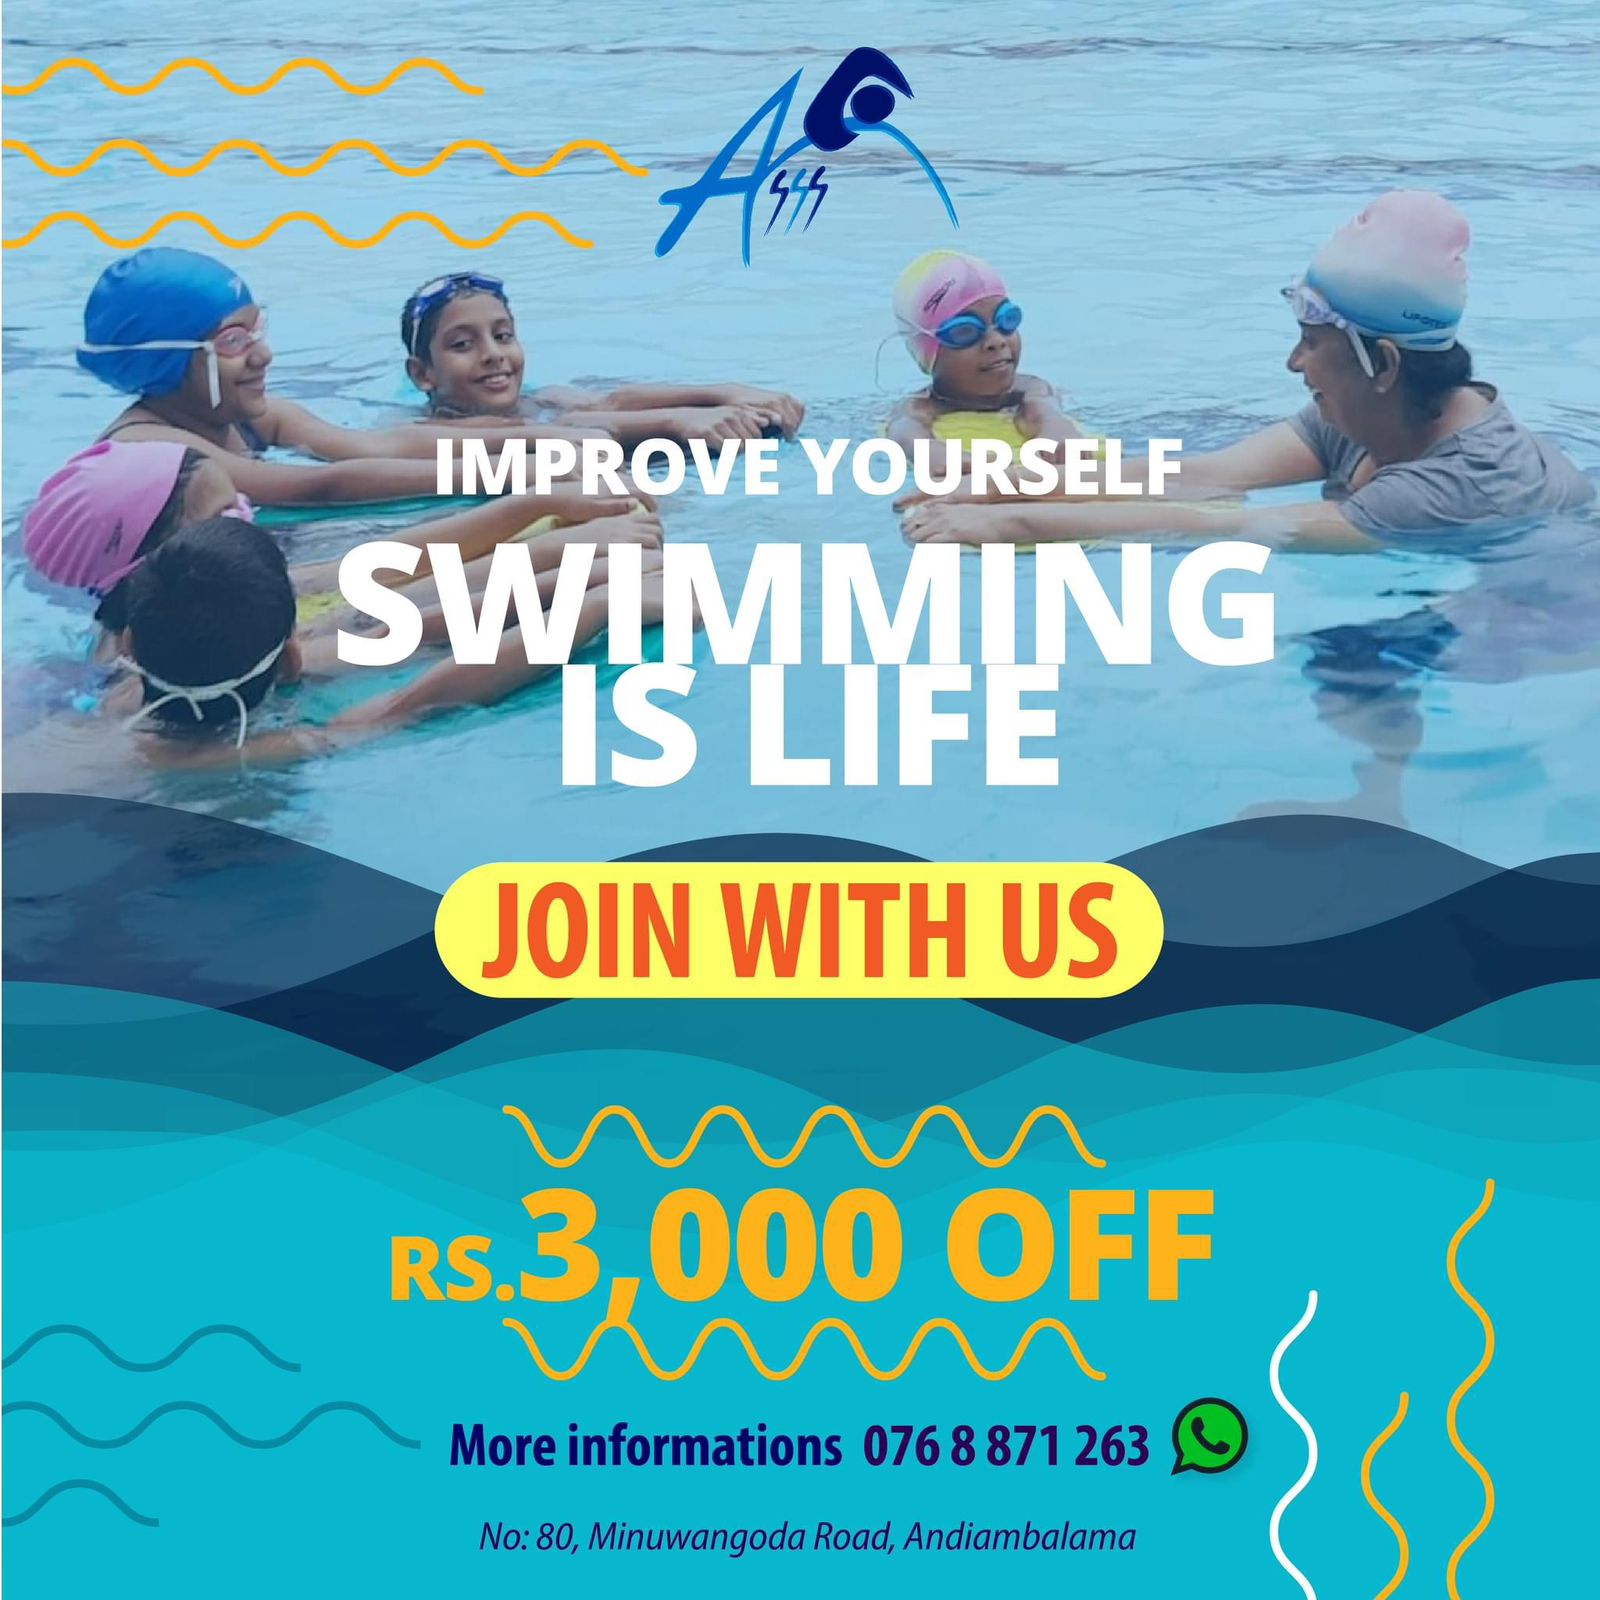 Asss
IMPROVE YOURSELF
SWIMMING
IS LIFE
JOIN WITH US
RS.3,000 OFF
More informations 076 8 871 263
No: 80, Minuwangoda Road, Andiambalama